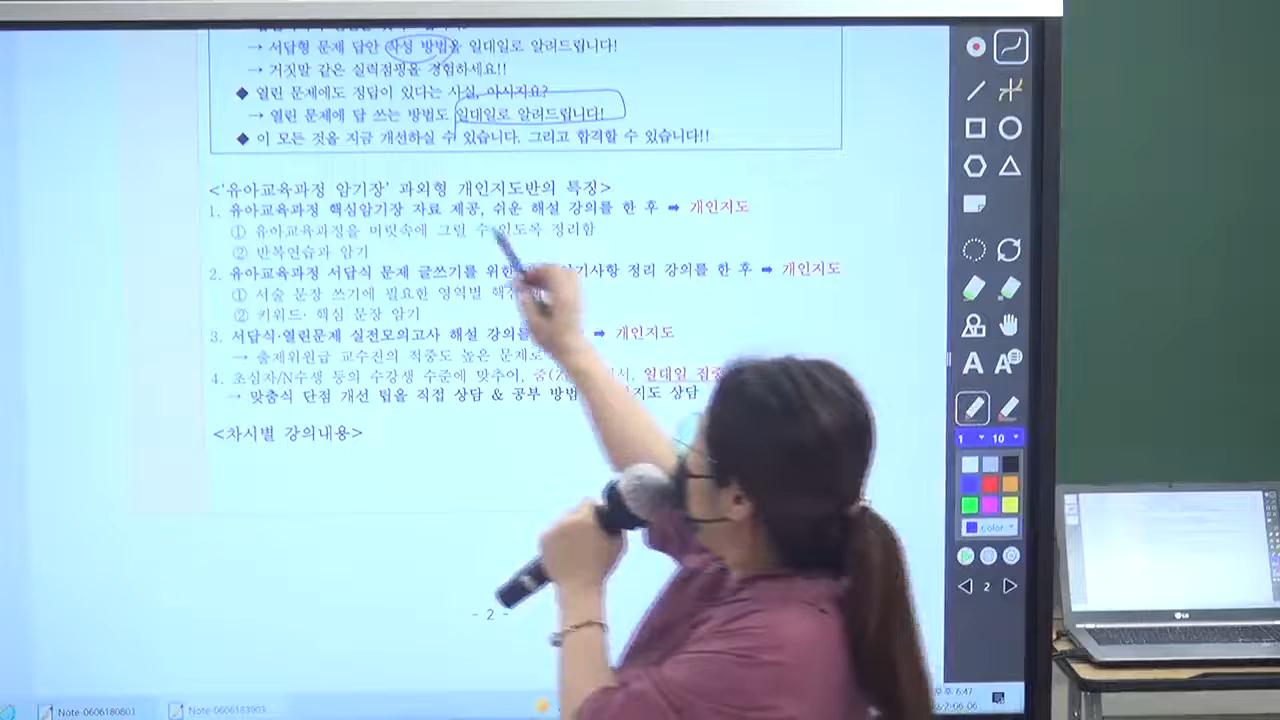 → 서답형 문제 답안 작성 방법을 일대일로 알려드립니다!
→ 거짓말 같은 실력점핑을 경험하세요!!
◆ 열린 문제에도 정답이 있다는 사실, 아시지요?
→ 열린 문제에 답 쓰는 방법도 일대일로 알려드립니다!
◆ 이 모든 것을 지금 개선하실 수 있습니다. 그리고 합격할 수 있습니다!!
<'유아교육과정 암기장' 과외형 개인지도반의 특징>
1. 유아교육과정 핵심암기장 자료 제공, 쉬운 해설 강의를 한 후 ➡ 개인지도
① 유아교육과정을 머릿속에 그릴 수 있도록 정리함
② 반복연습과 암기
2. 유아교육과정 서답식 문제 글쓰기를 위한 암기사항 정리 강의를 한 후 ➡ 개인지도
① 서술 문장 쓰기에 필요한 영역별
② 키워드· 핵심 문장 암기
3. 서답식·열린문제 실전모의고사 해설 강의를 ➡ 개인지도
→ 출제위원급 교수진의 적중도 높은 문제로
4. 초심자/N수생 등의 수강생 수준에 맞추어, 일대일 집중
→ 맞춤식 단점 개선 팁을 직접 상담 & 공부 방법 지도 상담
<차시별 강의내용>
- 2 -
1 10
Color
2
Note-0606180801 Note-0606183903 오후 6:47
LG